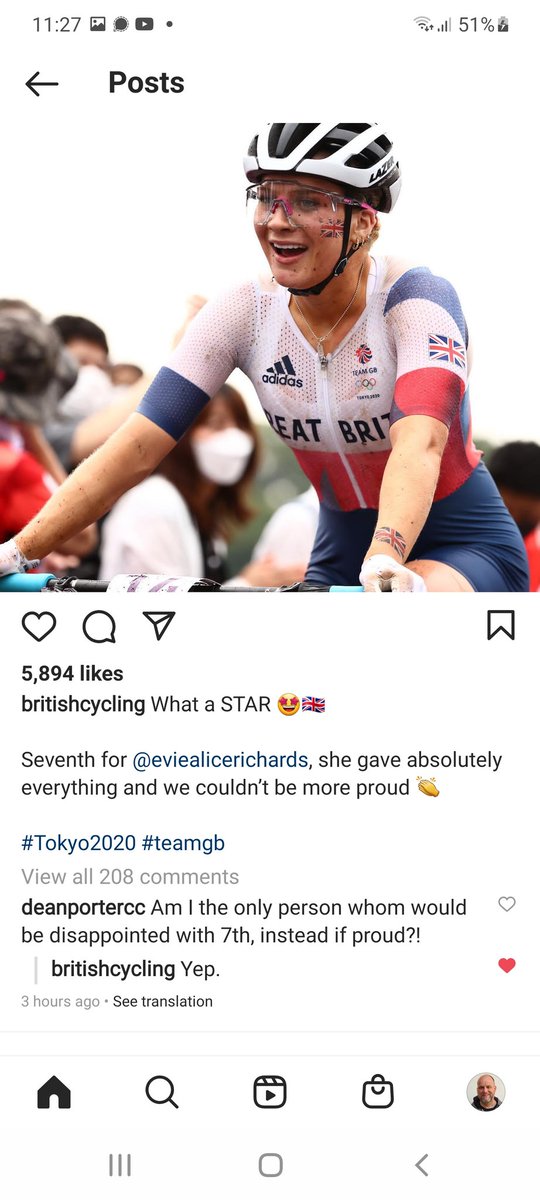 11:27 51%
Posts
LAZER
adidas
TEAM GB
TOKYO 2020
REAT BRIT
5,894 likes
britishcycling What a STAR 🤩🇬🇧
Seventh for @eviealicerichards, she gave absolutely
everything and we couldn’t be more proud 👏
#Tokyo2020 #teamgb
View all 208 comments
deanportercc Am I the only person whom would
be disappointed with 7th, instead if proud?!
britishcycling Yep.
3 hours ago • See translation